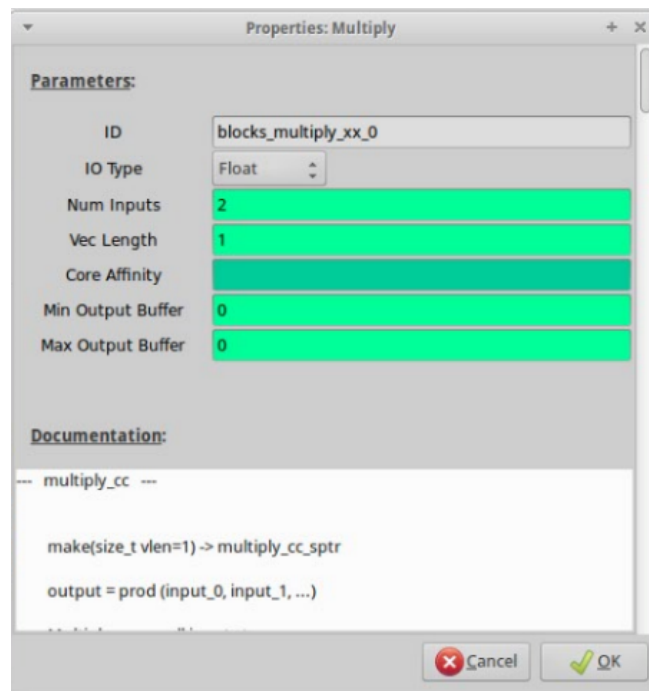 Properties: Multiply
Parameters:
ID blocks_multiply_xx_0
IO Type Float
Num Inputs 2
Vec Length 1
Core Affinity
Min Output Buffer 0
Max Output Buffer 0
Documentation:
--- multiply_cc ---
make(size_t vlen=1) -> multiply_cc_sptr
output = prod (input_0, input_1, ...)
Cancel OK